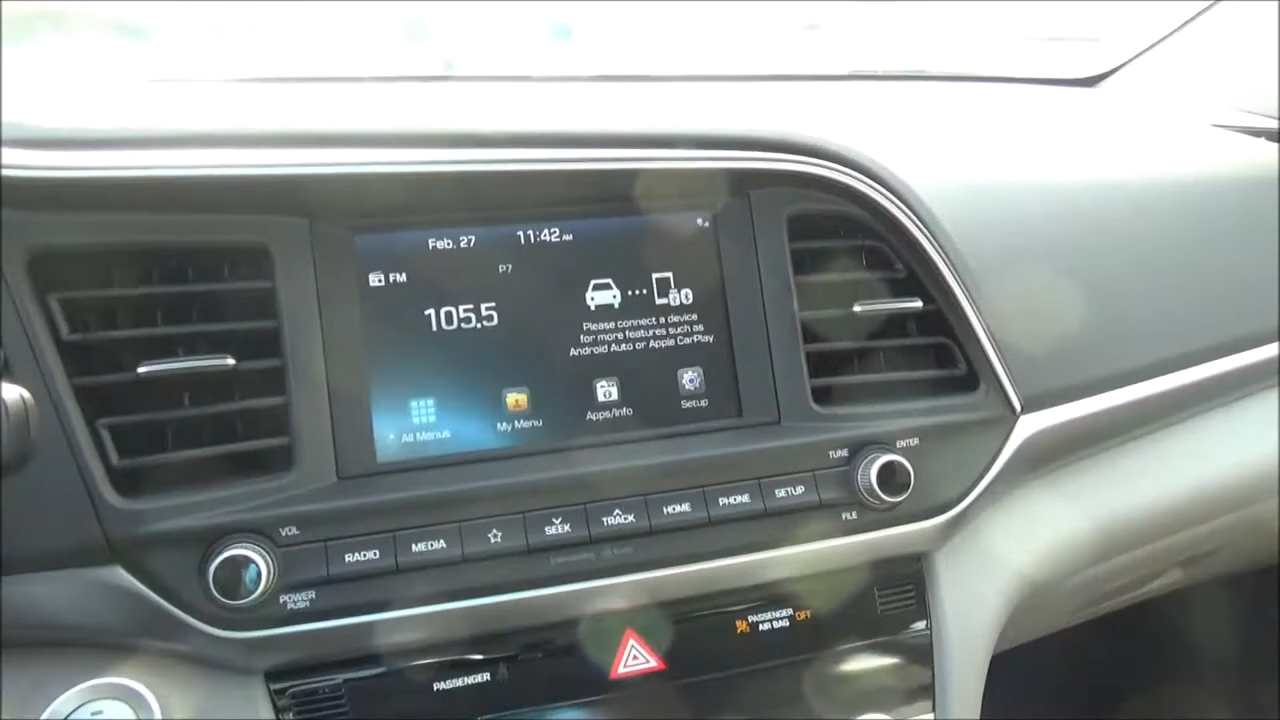 Feb. 27 11:42 AM
FM
P7
105.5
Please connect a device
for more features such as
Android Auto or Apple CarPlay.
All Menus
My Menu
Apps/Info
Setup
VOL
POWER
PUSH
RADIO
MEDIA
SEEK
TRACK
HOME
PHONE
SETUP
TUNE
ENTER
FILE
PASSENGER
AIR BAG
OFF
PASSENGER